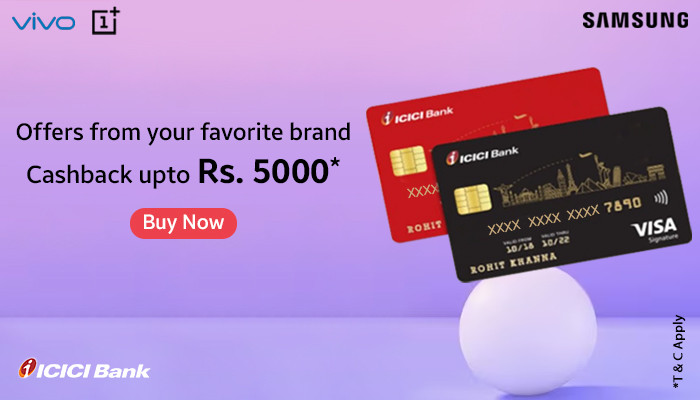 vivo 1+
SAMSUNG
Offers from your favorite brand
Cashback upto Rs. 5000*
Buy Now
ICICI Bank
XXXX
ROHIT
ICICI Bank
XXXX XXXX XXXX 7890
VALID FROM 10/18 VALID THRU 10/22
ROHIT KHANNA
VISA
Signature
ICICI Bank
*T & C Apply